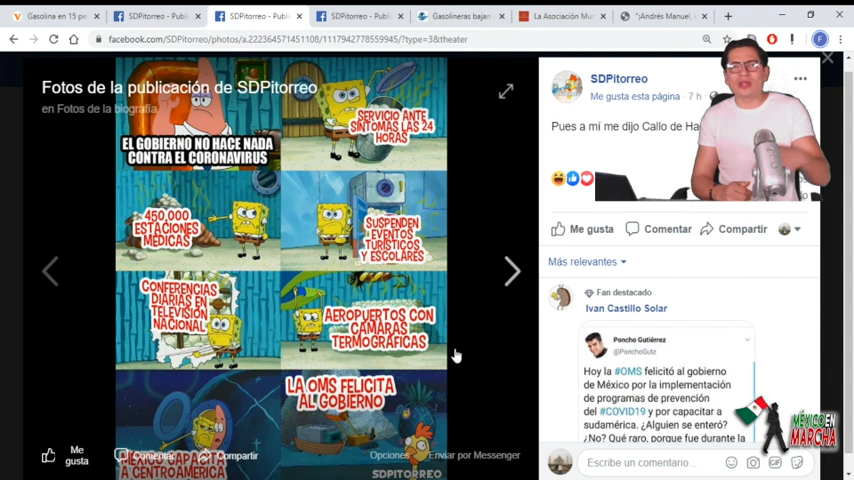 Gasolina en 15 pe
SDPitorreo - Publi
SDPitorreo - Publi
SDPitorreo - Publi
Gasolineras bajan
La Asociación Mun
"¡Andrés Manuel, e
facebook.com/SDPitorreo/photos/a.222364571451108/1117942778559945/?type=3&theater
Fotos de la publicación de SDPitorreo
en Fotos de la biografía
EL GOBIERNO NO HACE NADA
CONTRA EL CORONAVIRUS
SERVICIO ANTE
SÍNTOMAS LAS 24
HORAS
450,000
ESTACIONES
MÉDICAS
SUSPENDEN
EVENTOS
TURÍSTICOS
Y ESCOLARES
CONFERENCIAS
DIARIAS EN
TELEVISIÓN
NACIONAL
AEROPUERTOS CON
CÁMARAS
TERMOGRÁFICAS
MÉXICO CAPACITÓ
A CENTROAMÉRICA
LA OMS FELICITA
AL GOBIERNO
SDPITORREO
Me gusta
Comentar
Compartir
Opciones
Enviar por Messenger
SDPitorreo
Me gusta esta página · 7 h ·
Pues a mí me dijo Callo de Ha
Me gusta
Comentar
Compartir
Más relevantes
Fan destacado
Ivan Castillo Solar
Poncho Gutiérrez
@PonchoGutz
Hoy la #OMS felicitó al gobierno
de México por la implementación
de programas de prevención
del #COVID19 y por capacitar a
sudamérica. ¿Alguien se enteró?
¿No? Qué raro, porque fue durante la
Escribe un comentario...
GIF
MÉXICO EN
MARCHA